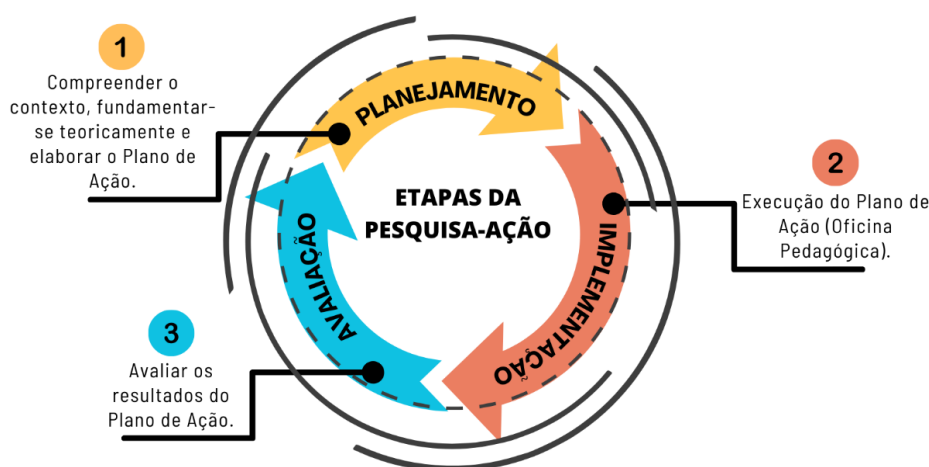 1
Compreender o
contexto, fundamentar-
se teoricamente e
elaborar o Plano de
Ação.
PLANEJAMENTO
ETAPAS DA
PESQUISA-AÇÃO
2
Execução do Plano de
Ação (Oficina
Pedagógica).
IMPLEMENTAÇÃO
3
Avaliar os
resultados do
Plano de Ação.
AVALIAÇÃO